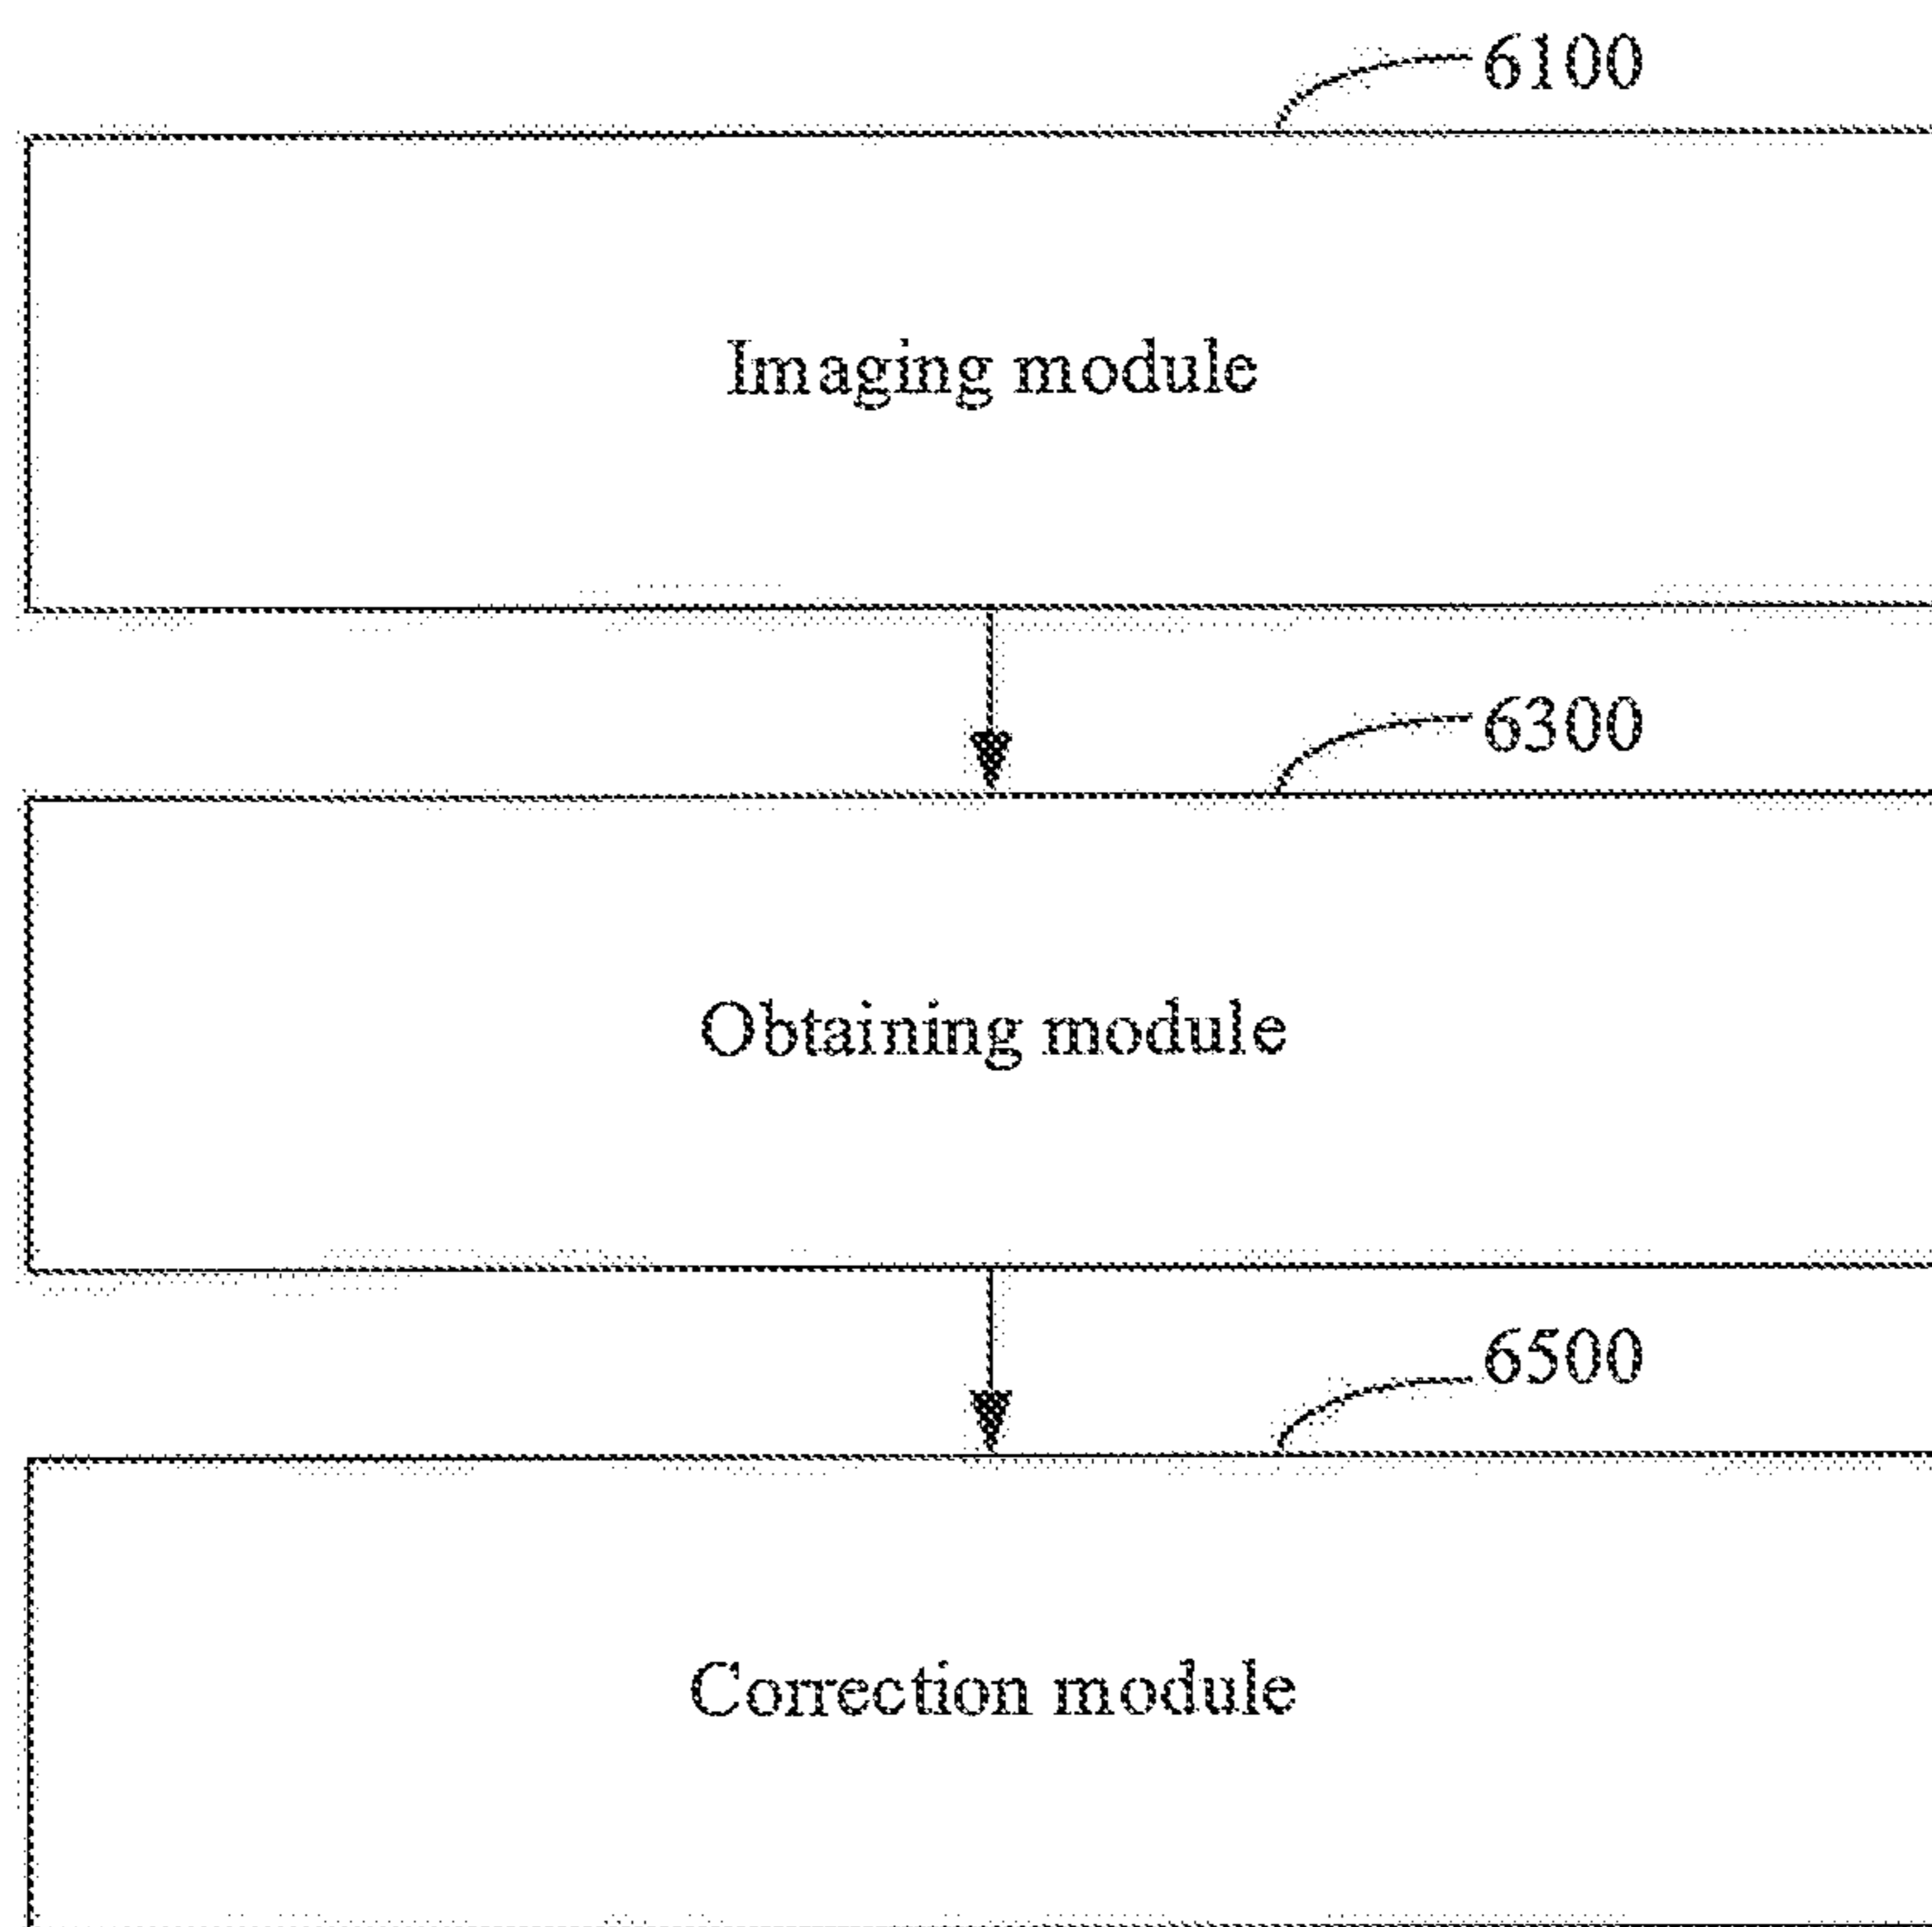 6100
Imaging module
6300
Obtaining module
6500
Correction module